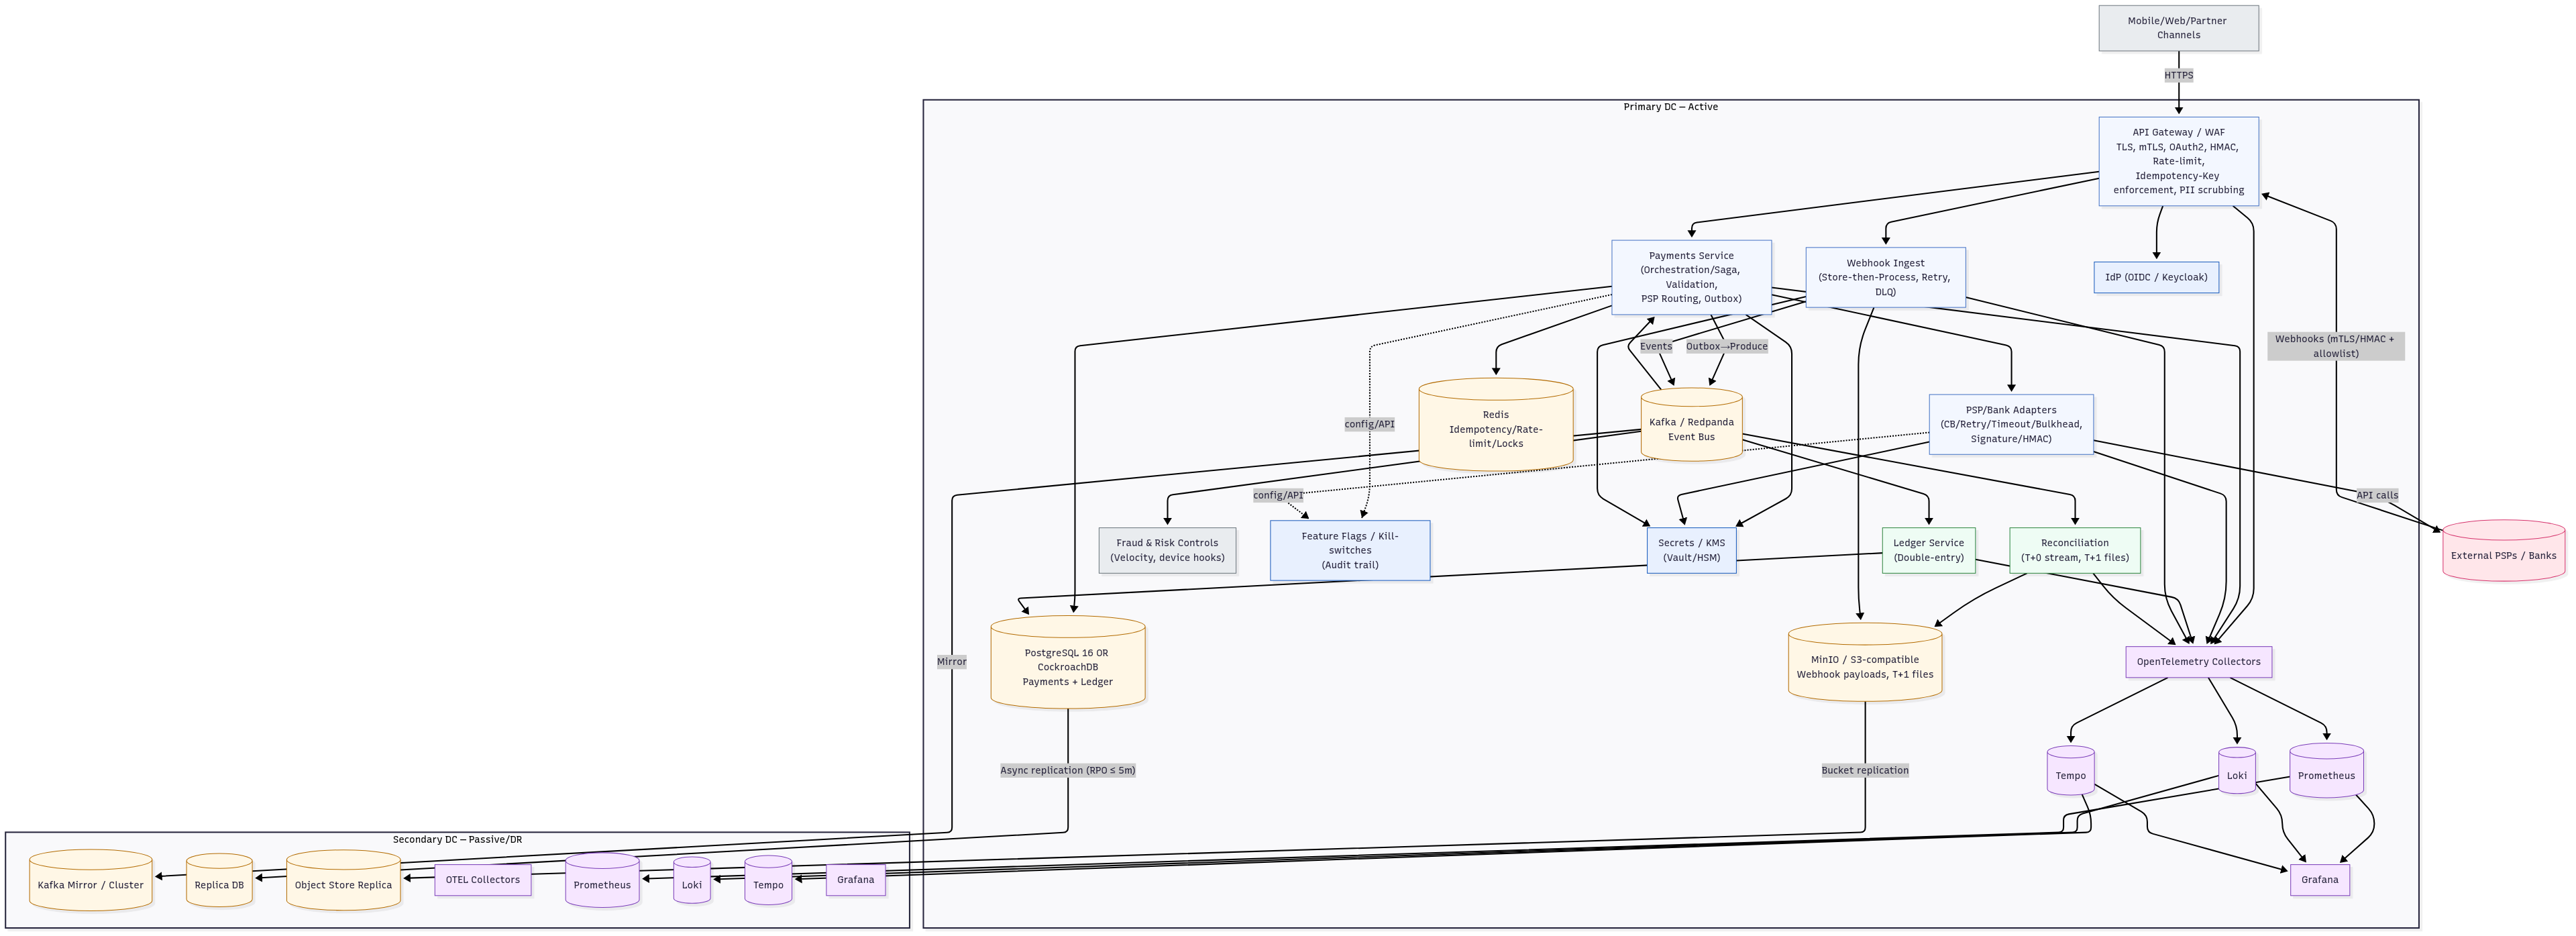 Mobile/Web/Partner
Channels
HTTPS
Primary DC — Active
API Gateway / WAF
TLS, mTLS, OAuth2, HMAC,
Rate-limit,
Idempotency-Key
enforcement, PII scrubbing
Payments Service
(Orchestration/Saga,
Validation,
PSP Routing, Outbox)
Webhook Ingest
(Store-then-Process, Retry,
DLQ)
IdP (OIDC / Keycloak)
Events
Outbox→Produce
Webhooks (mTLS/HMAC +
allowlist)
Redis
Idempotency/Rate-
limit/Locks
Kafka / Redpanda
Event Bus
PSP/Bank Adapters
(CB/Retry/Timeout/Bulkhead,
Signature/HMAC)
config/API
config/API
API calls
Fraud & Risk Controls
(Velocity, device hooks)
Feature Flags / Kill-
switches
(Audit trail)
Secrets / KMS
(Vault/HSM)
Ledger Service
(Double-entry)
Reconciliation
(T+0 stream, T+1 files)
External PSPs / Banks
Mirror
PostgreSQL 16 OR
CockroachDB
Payments + Ledger
MinIO / S3-compatible
Webhook payloads, T+1 files
OpenTelemetry Collectors
Async replication (RPO ≤ 5m)
Bucket replication
Tempo
Loki
Prometheus
Grafana
Secondary DC — Passive/DR
Kafka Mirror / Cluster
Replica DB
Object Store Replica
OTEL Collectors
Prometheus
Loki
Tempo
Grafana